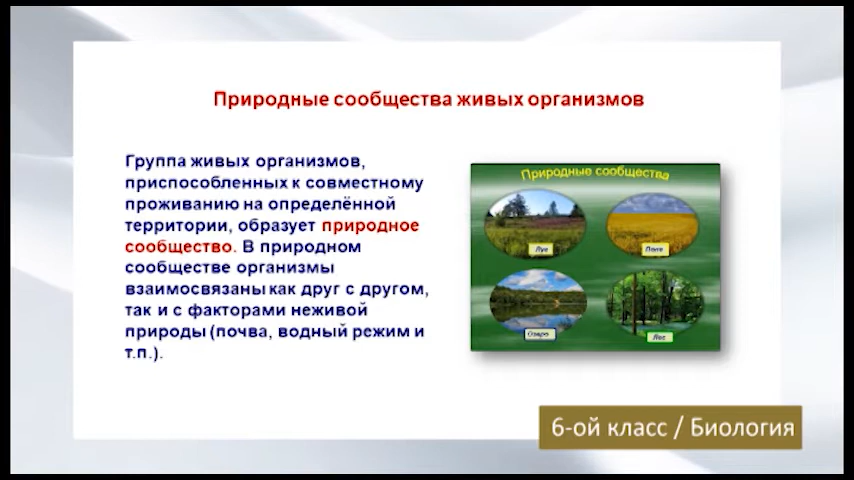 Природные сообщества живых организмов
Группа живых организмов,
приспособленных к совместному
проживанию на определённой
территории, образует природное
сообщество. В природном
сообществе организмы
взаимосвязаны как друг с другом,
так и с факторами неживой
природы (почва, водный режим и
т.п.).
Природные сообщества
Луг
Поле
Озеро
Лес
6-ой класс / Биология